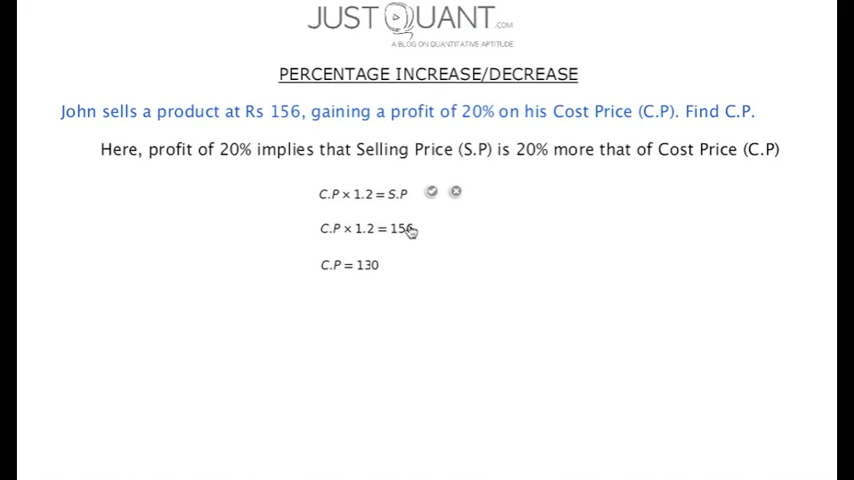 JUST QUANT .COM
A BLOG ON QUANTITATIVE APTITUDE
PERCENTAGE INCREASE/DECREASE
John sells a product at Rs 156, gaining a profit of 20% on his Cost Price (C.P). Find C.P.
Here, profit of 20% implies that Selling Price (S.P) is 20% more that of Cost Price (C.P)
C.P × 1.2 = S.P
C.P × 1.2 = 156
C.P = 130